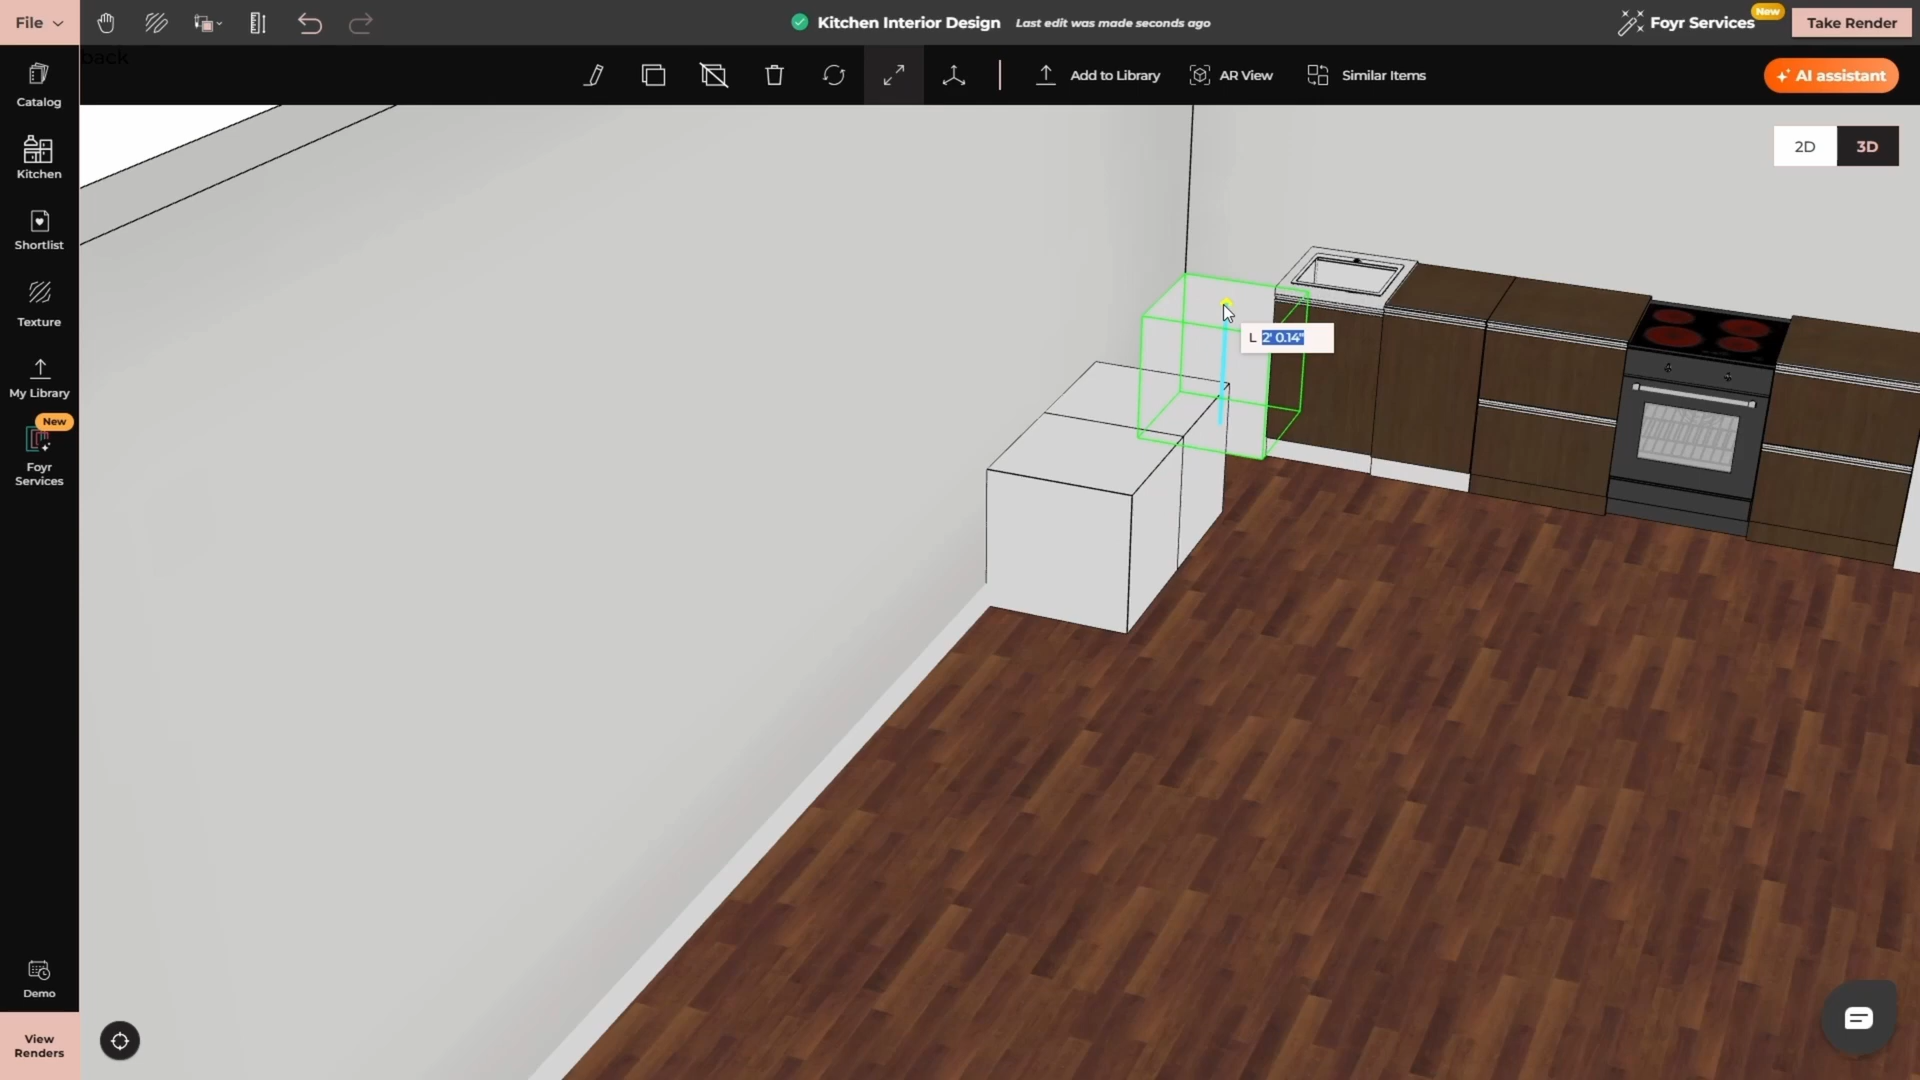 File
Kitchen Interior Design
Last edit was made seconds ago
Foyr Services
New
Take Render
back
Add to Library
AR View
Similar Items
AI assistant
Catalog
Kitchen
Shortlist
Texture
My Library
New
Foyr
Services
2D
3D
L 2' 0.14"
Demo
View
Renders